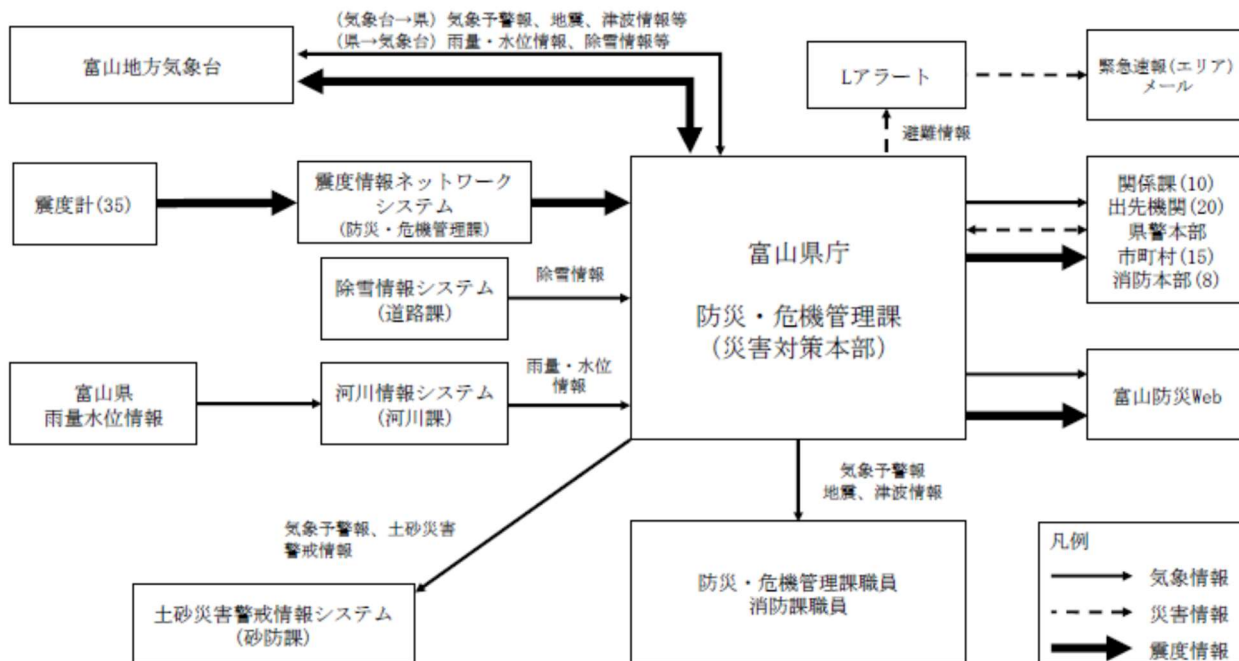 (気象台→県) 気象予警報、地震、津波情報等
(県→気象台) 雨量・水位情報、除雪情報等
富山地方気象台
Lアラート
緊急速報(エリア)
メール
避難情報
震度計(35)
震度情報ネットワーク
システム
(防災・危機管理課)
関係課(10)
出先機関(20)
県警本部
市町村(15)
消防本部(8)
富山県庁
防災・危機管理課
(災害対策本部)
除雪情報システム
(道路課)
除雪情報
富山県
雨量水位情報
河川情報システム
(河川課)
雨量・水位
情報
富山防災Web
気象予警報
地震、津波情報
気象予警報、土砂災害
警戒情報
土砂災害警戒情報システム
(砂防課)
防災・危機管理課職員
消防課職員
凡例
気象情報
災害情報
震度情報